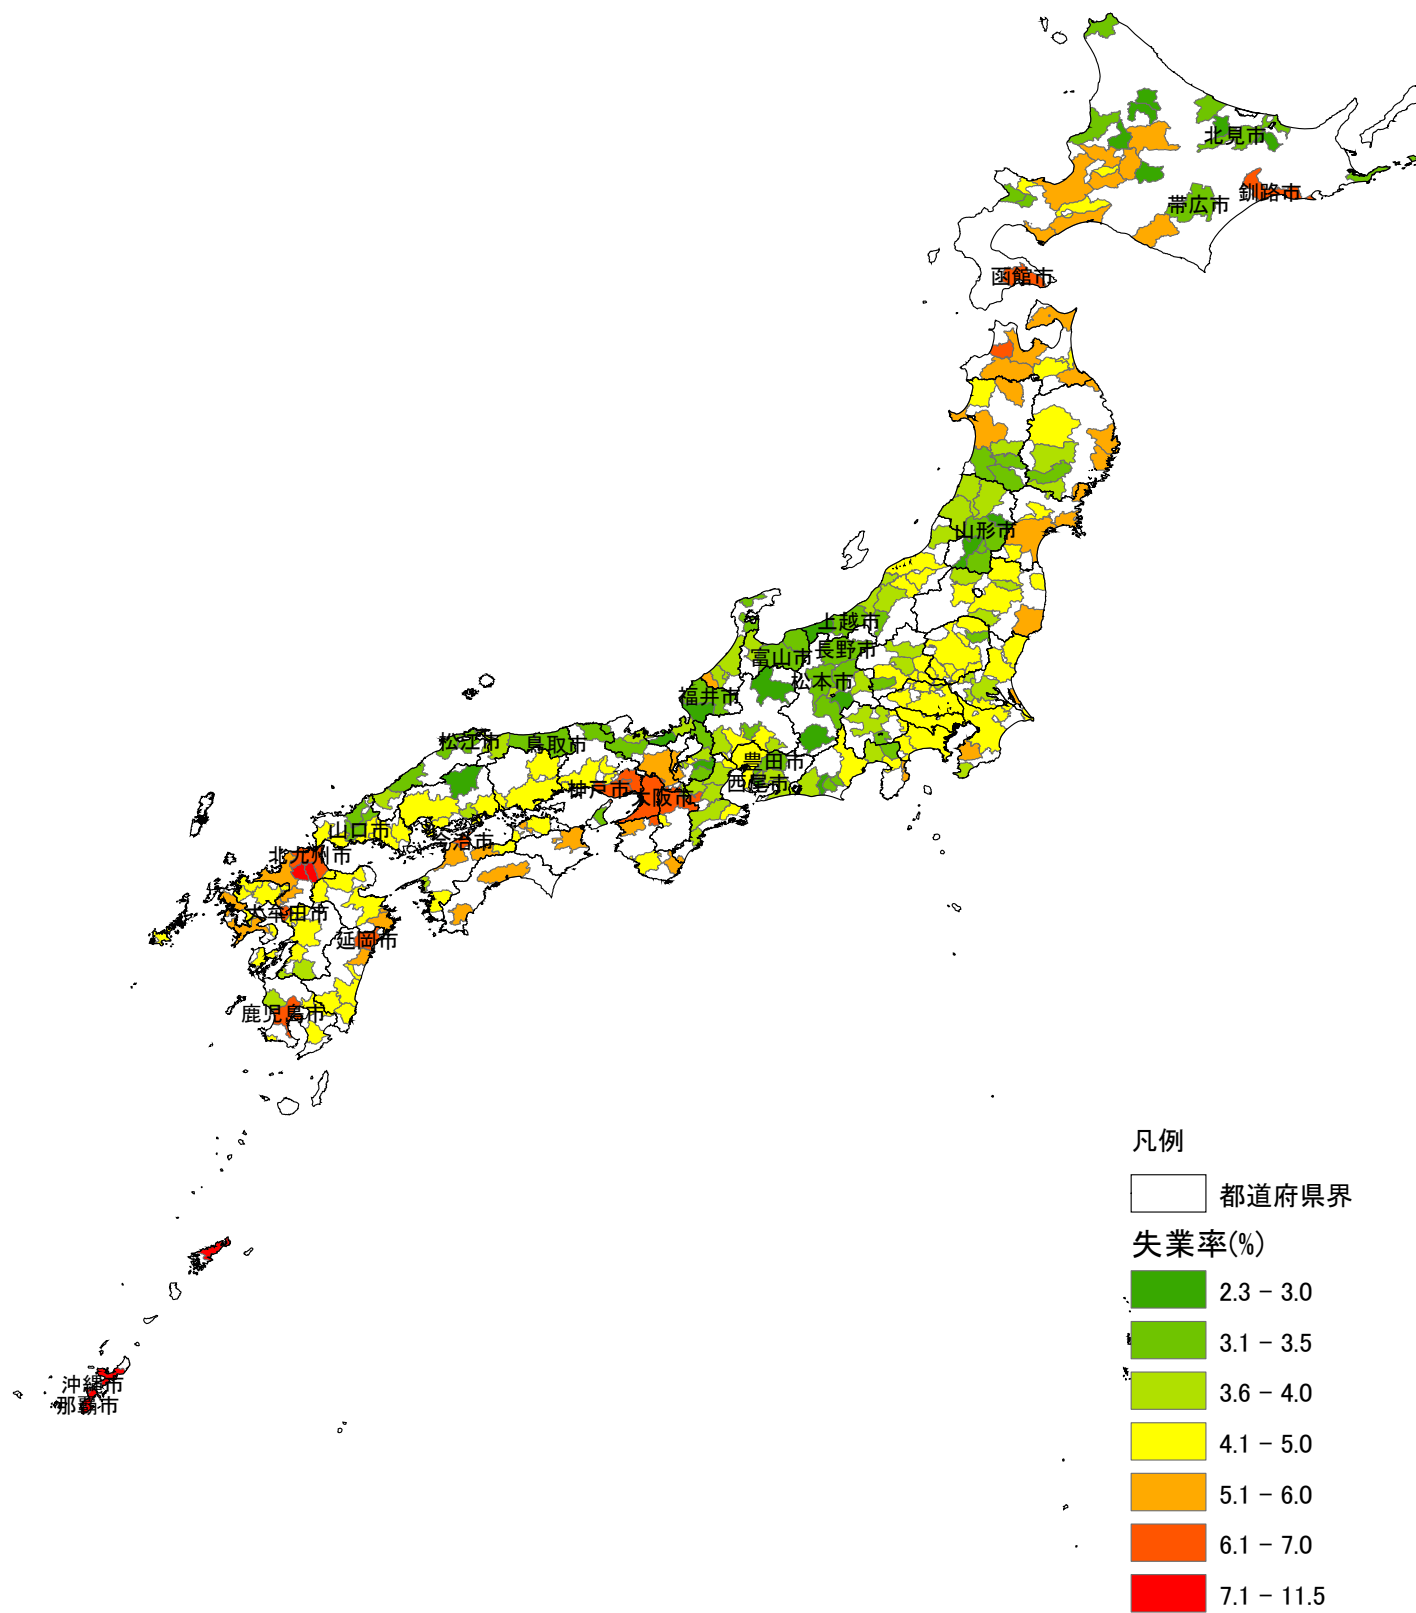 北見市
釧路市
帯広市
函館市
山形市
上越市
長野市
富山市
松本市
福井市
松江市
鳥取市
豊田市
西尾市
神戸市
大阪市
山口市
今治市
北九州市
大牟田市
延岡市
鹿児島市
沖縄市
那覇市
凡例
都道府県界
失業率(%)
2.3 - 3.0
3.1 - 3.5
3.6 - 4.0
4.1 - 5.0
5.1 - 6.0
6.1 - 7.0
7.1 - 11.5